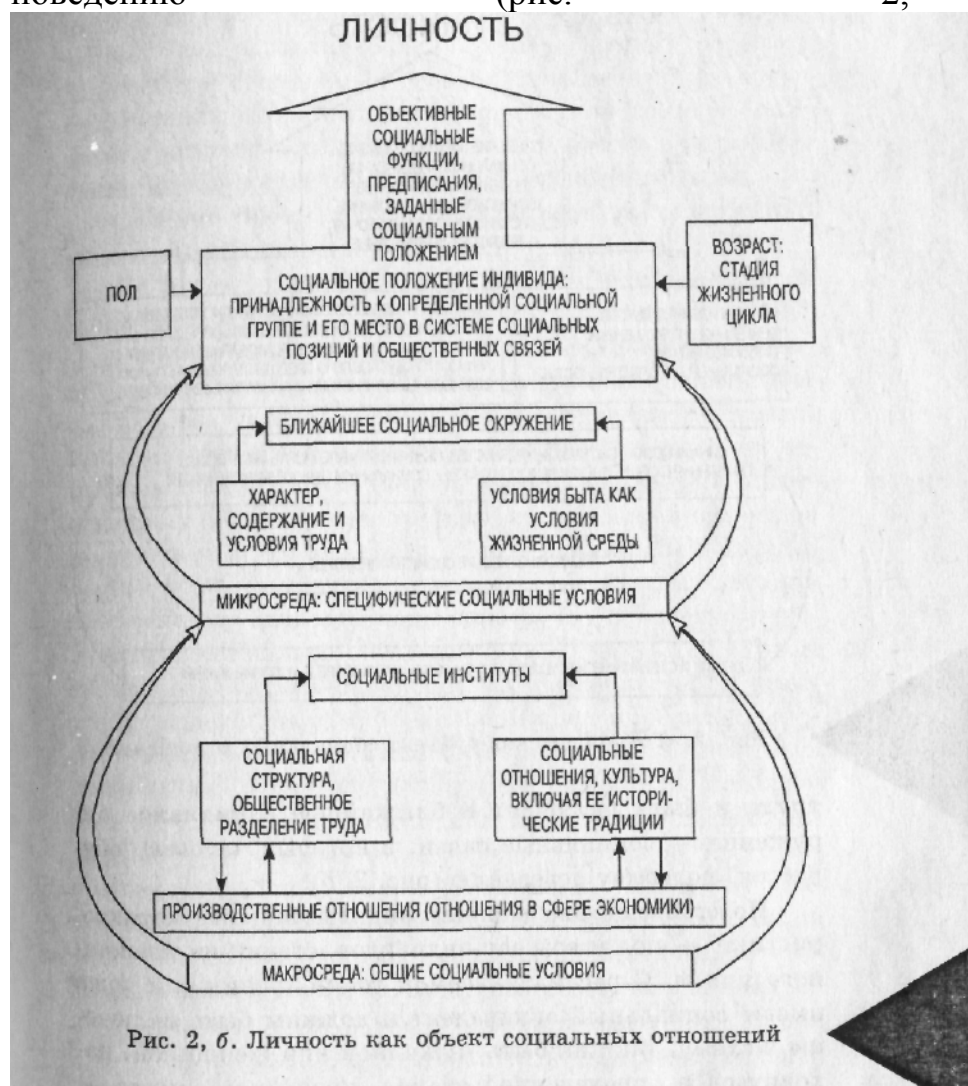 поведению (рис. 2,
ЛИЧНОСТЬ
ОБЪЕКТИВНЫЕ
СОЦИАЛЬНЫЕ
ФУНКЦИИ,
ПРЕДПИСАНИЯ,
ЗАДАННЫЕ
СОЦИАЛЬНЫМ
ПОЛОЖЕНИЕМ
ПОЛ
СОЦИАЛЬНОЕ ПОЛОЖЕНИЕ ИНДИВИДА:
ПРИНАДЛЕЖНОСТЬ К ОПРЕДЕЛЕННОЙ СОЦИАЛЬНОЙ
ГРУППЕ И ЕГО МЕСТО В СИСТЕМЕ СОЦИАЛЬНЫХ
ПОЗИЦИЙ И ОБЩЕСТВЕННЫХ СВЯЗЕЙ
ВОЗРАСТ:
СТАДИЯ
ЖИЗНЕННОГО
ЦИКЛА
БЛИЖАЙШЕЕ СОЦИАЛЬНОЕ ОКРУЖЕНИЕ
ХАРАКТЕР,
СОДЕРЖАНИЕ И
УСЛОВИЯ ТРУДА
УСЛОВИЯ БЫТА КАК
УСЛОВИЯ
ЖИЗНЕННОЙ СРЕДЫ
МИКРОСРЕДА: СПЕЦИФИЧЕСКИЕ СОЦИАЛЬНЫЕ УСЛОВИЯ
СОЦИАЛЬНЫЕ ИНСТИТУТЫ
СОЦИАЛЬНАЯ
СТРУКТУРА,
ОБЩЕСТВЕННОЕ
РАЗДЕЛЕНИЕ ТРУДА
СОЦИАЛЬНЫЕ
ОТНОШЕНИЯ, КУЛЬТУРА,
ВКЛЮЧАЯ ЕЕ ИСТОРИ-
ЧЕСКИЕ ТРАДИЦИИ
ПРОИЗВОДСТВЕННЫЕ ОТНОШЕНИЯ (ОТНОШЕНИЯ В СФЕРЕ ЭКОНОМИКИ)
МАКРОСРЕДА: ОБЩИЕ СОЦИАЛЬНЫЕ УСЛОВИЯ
Рис. 2, б. Личность как объект социальных отношений